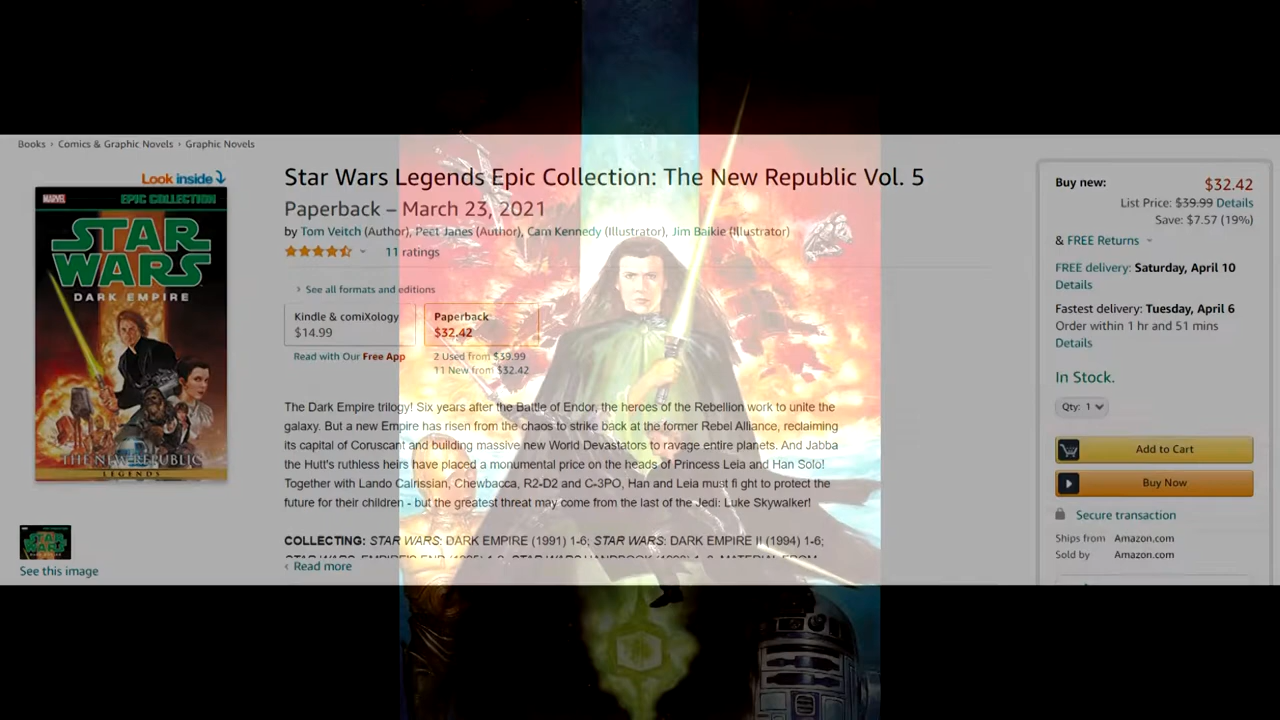 Books › Comics & Graphic Novels › Graphic Novels
Look inside
MARVEL EPIC COLLECTION
STAR
WARS
DARK EMPIRE
THE NEW REPUBLIC
LEGENDS
See this image
Star Wars Legends Epic Collection: The New Republic Vol. 5
Paperback – March 23, 2021
by Tom Veitch (Author), Peet Janes (Author), Cam Kennedy (Illustrator), Jim Baikie (Illustrator)
11 ratings
› See all formats and editions
Kindle & comiXology
$14.99
Read with Our Free App
Paperback
$32.42
2 Used from $39.99
11 New from $32.42
The Dark Empire trilogy! Six years after the Battle of Endor, the heroes of the Rebellion work to unite the
galaxy. But a new Empire has risen from the chaos to strike back at the former Rebel Alliance, reclaiming
its capital of Coruscant and building massive new World Devastators to ravage entire planets. And Jabba
the Hutt's ruthless heirs have placed a monumental price on the heads of Princess Leia and Han Solo!
Together with Lando Calrissian, Chewbacca, R2-D2 and C-3PO, Han and Leia must fi ght to protect the
future for their children - but the greatest threat may come from the last of the Jedi: Luke Skywalker!
COLLECTING: STAR WARS: DARK EMPIRE (1991) 1-6; STAR WARS: DARK EMPIRE II (1994) 1-6;
‹ Read more
Buy new: $32.42
List Price: $39.99 Details
Save: $7.57 (19%)
& FREE Returns
FREE delivery: Saturday, April 10
Details
Fastest delivery: Tuesday, April 6
Order within 1 hr and 51 mins
Details
In Stock.
Qty: 1
Add to Cart
Buy Now
Secure transaction
Ships from Amazon.com
Sold by Amazon.com